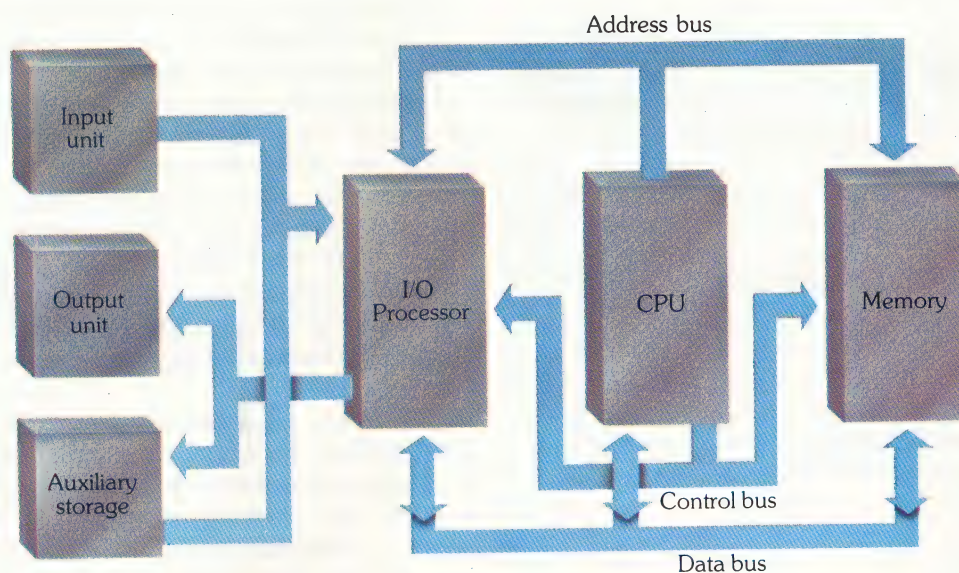 Address bus
Input
unit
Output
unit
I/O
Processor
CPU
Memory
Auxiliary
storage
Control bus
Data bus